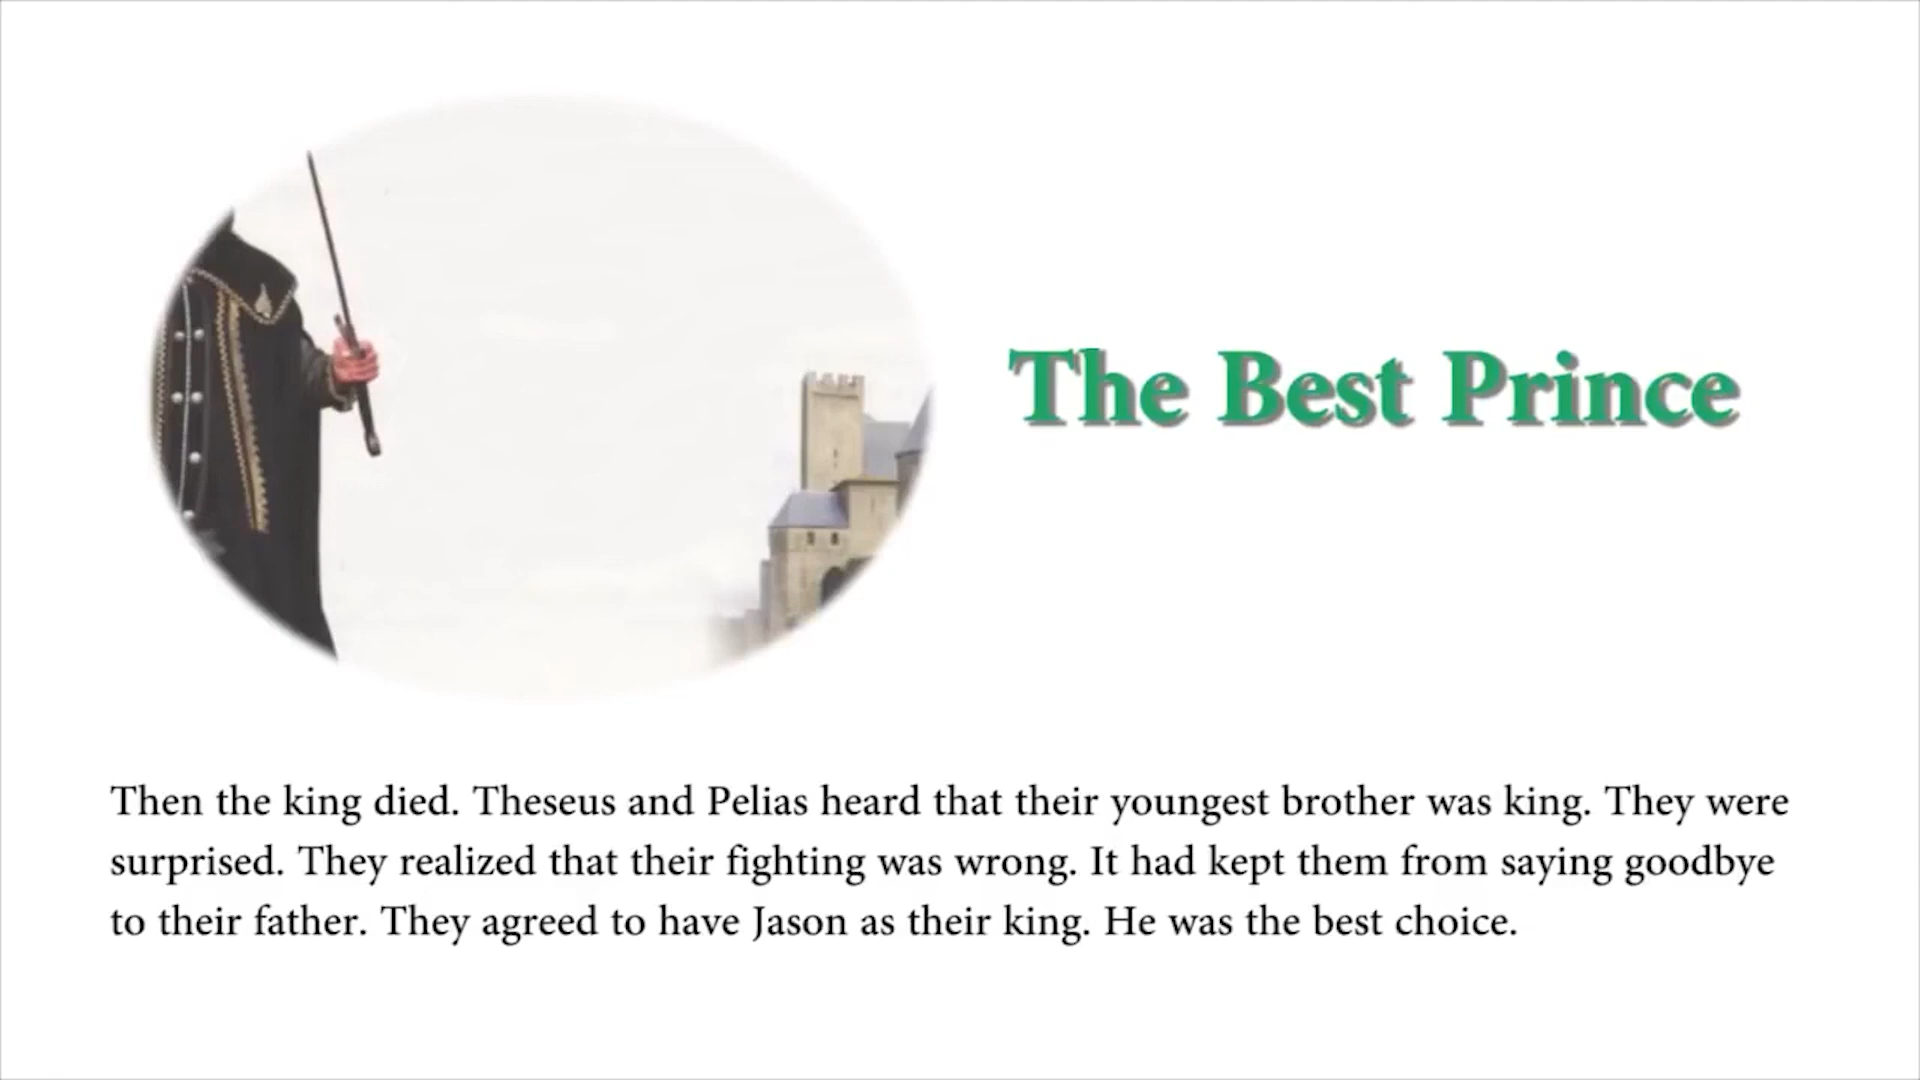 The Best Prince
Then the king died. Theseus and Pelias heard that their youngest brother was king. They were
surprised. They realized that their fighting was wrong. It had kept them from saying goodbye
to their father. They agreed to have Jason as their king. He was the best choice.